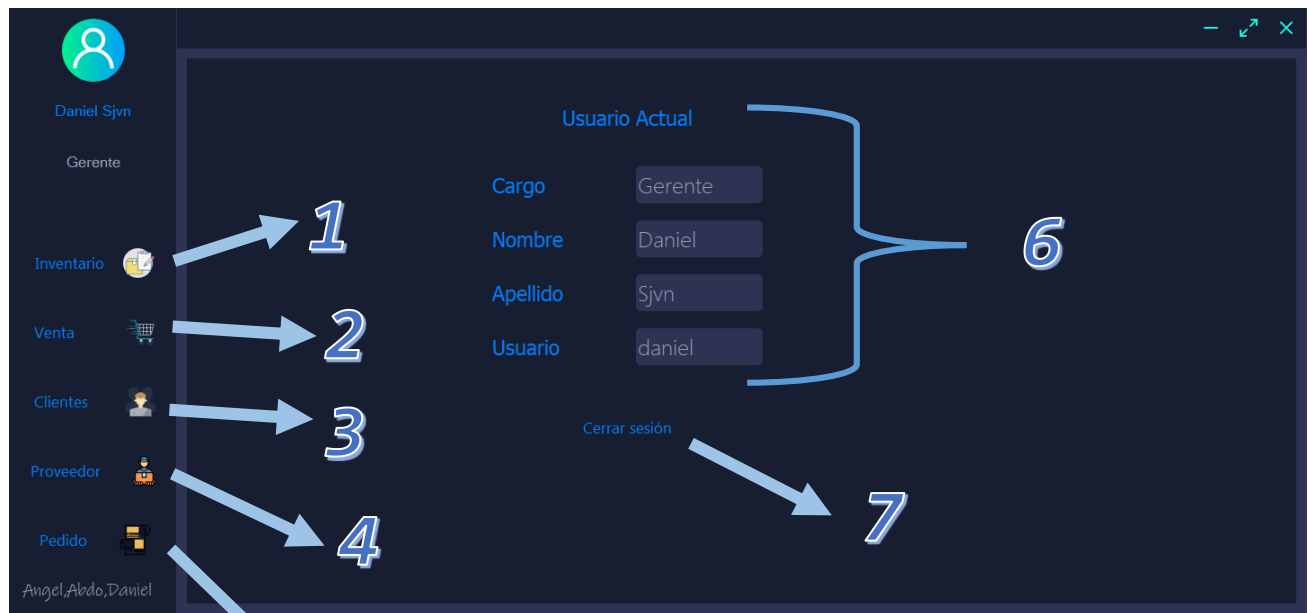 Daniel Sjvn
Gerente
Inventario
Venta
Clientes
Proveedor
Pedido
Angel,Abdo,Daniel
Usuario Actual
Cargo Gerente
Nombre Daniel
Apellido Sjvn
Usuario daniel
Cerrar sesión
1
2
3
4
6
7